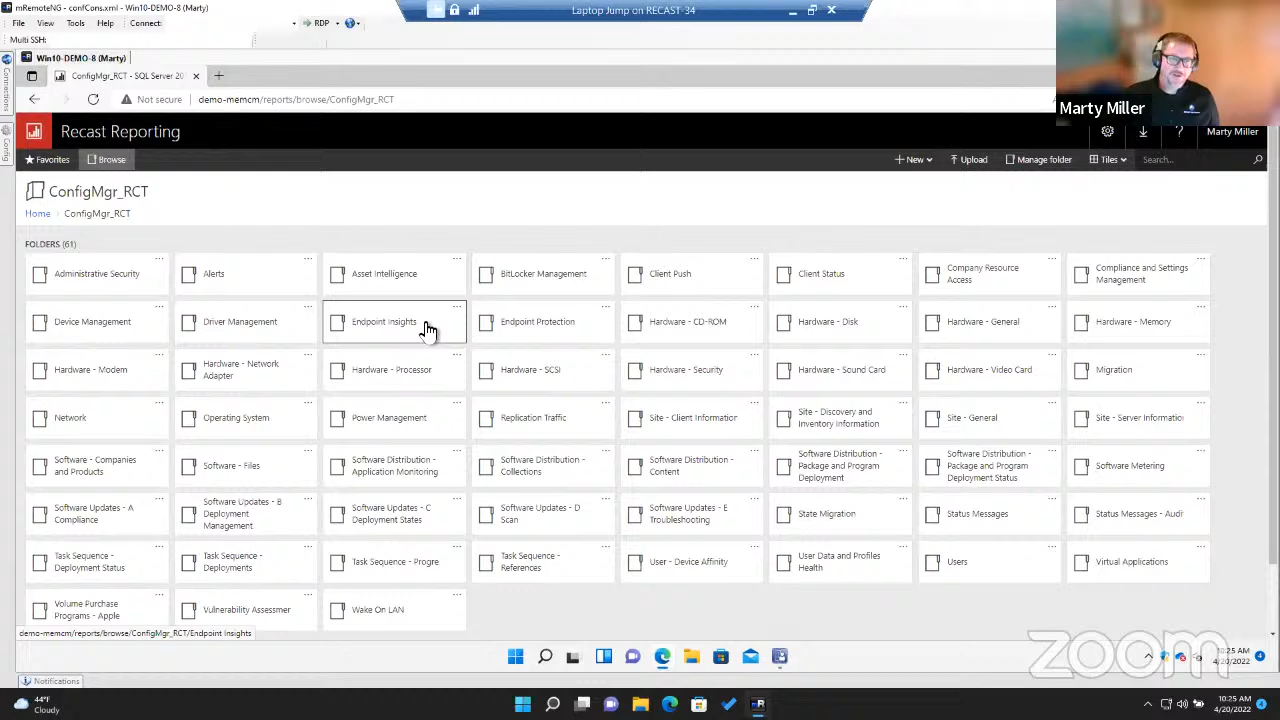 mRemoteNG - confCons.xml - Win10-DEMO-8 (Marty)
Laptop Jump on RECAST-34
File View Tools Help Connect: RDP
Multi SSH:
Win10-DEMO-8 (Marty)
Connections
Config
ConfigMgr_RCT - SQL Server 20
Not secure demo-memcm/reports/browse/ConfigMgr_RCT
Marty Miller
Recast Reporting
Marty Miller
Favorites Browse + New Upload Manage folder Tiles Search...
ConfigMgr_RCT
Home ConfigMgr_RCT
FOLDERS (61)
Administrative Security
Alerts
Asset Intelligence
BitLocker Management
Client Push
Client Status
Company Resource
Access
Compliance and Settings
Management
Device Management
Driver Management
Endpoint Insights
Endpoint Protection
Hardware - CD-ROM
Hardware - Disk
Hardware - General
Hardware - Memory
Hardware - Modem
Hardware - Network
Adapter
Hardware - Processor
Hardware - SCSI
Hardware - Security
Hardware - Sound Card
Hardware - Video Card
Migration
Network
Operating System
Power Management
Replication Traffic
Site - Client Information
Site - Discovery and
Inventory Information
Site - General
Site - Server Information
Software - Companies
and Products
Software - Files
Software Distribution -
Application Monitoring
Software Distribution -
Collections
Software Distribution -
Content
Software Distribution -
Package and Program
Deployment
Software Distribution -
Package and Program
Deployment Status
Software Metering
Software Updates - A
Compliance
Software Updates - B
Deployment
Management
Software Updates - C
Deployment States
Software Updates - D
Scan
Software Updates - E
Troubleshooting
State Migration
Status Messages
Status Messages - Audi
Task Sequence -
Deployment Status
Task Sequence -
Deployments
Task Sequence - Progre
Task Sequence -
References
User - Device Affinity
User Data and Profiles
Health
Users
Virtual Applications
Volume Purchase
Programs - Apple
Vulnerability Assessmer
Wake On LAN
demo-memcm/reports/browse/ConfigMgr_RCT/Endpoint Insights
zoom
10:25 AM
4/20/2022
Notifications
44°F
Cloudy
10:25 AM
4/20/2022